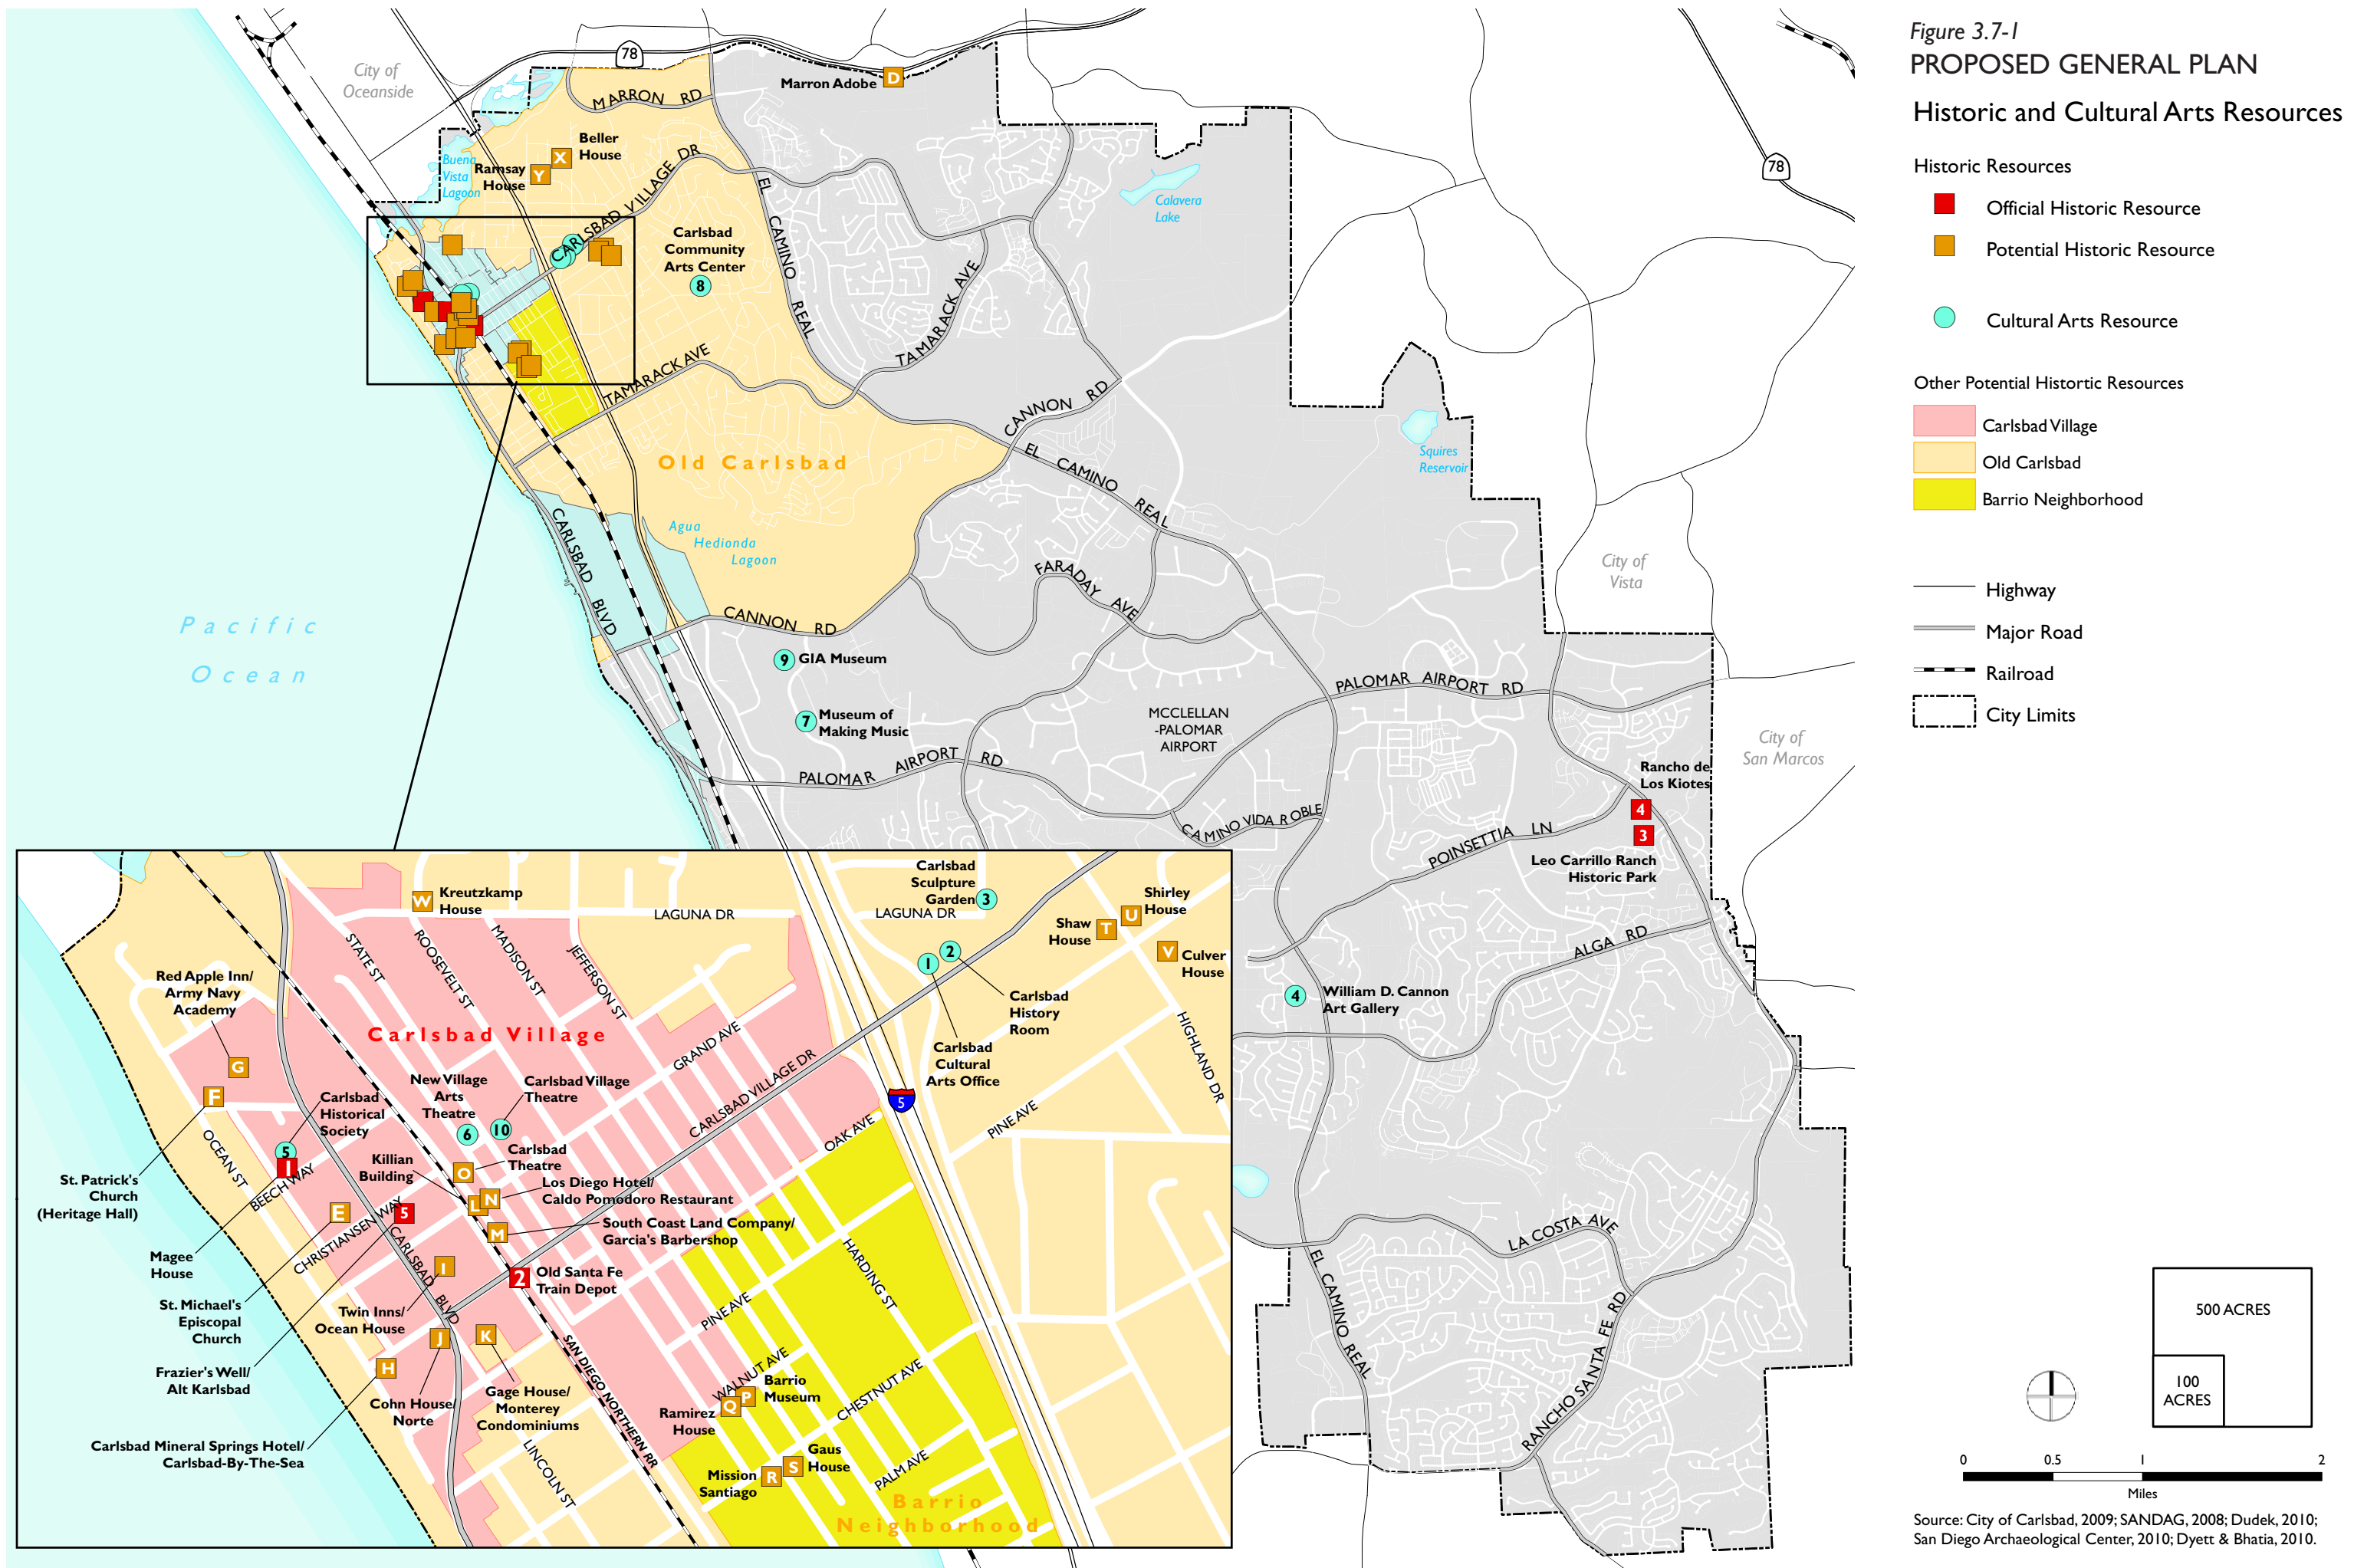 Figure 3.7-1
PROPOSED GENERAL PLAN
Historic and Cultural Arts Resources
Historic Resources
Official Historic Resource
Potential Historic Resource
Cultural Arts Resource
Other Potential Histortic Resources
Carlsbad Village
Old Carlsbad
Barrio Neighborhood
Highway
Major Road
Railroad
City Limits
500 ACRES
100
ACRES
0
0.5
1
2
Miles
Source: City of Carlsbad, 2009; SANDAG, 2008; Dudek, 2010;
San Diego Archaeological Center, 2010; Dyett & Bhatia, 2010.
City of
Oceanside
78
Marron Adobe
D
78
MARRON RD
Beller
House
X
Buena
Vista
Lagoon
Ramsay
House
Y
CARLSBAD VILLAGE DR
EL CAMINO REAL
Calavera
Lake
Carlsbad
Community
Arts Center
8
TAMARACK AVE
TAMARACK AVE
CANNON RD
Old Carlsbad
EL CAMINO REAL
Squires
Reservoir
Agua
Hedionda
Lagoon
CARLSBAD BLVD
FARADAY AVE
City of
Vista
Pacific
Ocean
CANNON RD
9
GIA Museum
7
Museum of
Making Music
MCCLELLAN
-PALOMAR
AIRPORT
PALOMAR AIRPORT RD
PALOMAR AIRPORT RD
City of
San Marcos
Rancho de
Los Kiotes
4
3
Leo Carrillo Ranch
Historic Park
CAMINO VIDA ROBLE
POINSETTIA LN
ALGA RD
4
William D. Cannon
Art Gallery
LA COSTA AVE
EL CAMINO REAL
RANCHO SANTA FE RD
W
Kreutzkamp
House
LAGUNA DR
Carlsbad
Sculpture
Garden
3
LAGUNA DR
Shirley
House
U
Shaw
House
T
V
Culver
House
STATE ST
ROOSEVELT ST
MADISON ST
JEFFERSON ST
1
2
Carlsbad
History
Room
Carlsbad
Cultural
Arts Office
HIGHLAND DR
Red Apple Inn/
Army Navy
Academy
G
F
Carlsbad Village
GRAND AVE
CARLSBAD VILLAGE DR
5
New Village
Arts
Theatre
6
Carlsbad Village
Theatre
10
Carlsbad
Historical
Society
5
1
OAK AVE
PINE AVE
OCEAN ST
BEECH WAY
St. Patrick's
Church
(Heritage Hall)
Killian
Building
O
Carlsbad
Theatre
L
N
Los Diego Hotel/
Caldo Pomodoro Restaurant
M
South Coast Land Company/
Garcia's Barbershop
E
CHRISTIANSEN WAY
5
CARLSBAD BLVD
Magee
House
I
2
Old Santa Fe
Train Depot
HARDING ST
St. Michael's
Episcopal
Church
Twin Inns/
Ocean House
J
K
PINE AVE
SAN DIEGO NORTHERN RR
Frazier's Well/
Alt Karlsbad
H
Cohn House/
Norte
Gage House/
Monterey
Condominiums
WALNUT AVE
P
Barrio
Museum
Q
Ramirez
House
CHESTNUT AVE
Carlsbad Mineral Springs Hotel/
Carlsbad-By-The-Sea
LINCOLN ST
Mission
Santiago
R
S
Gaus
House
PALM AVE
Barrio
Neighborhood